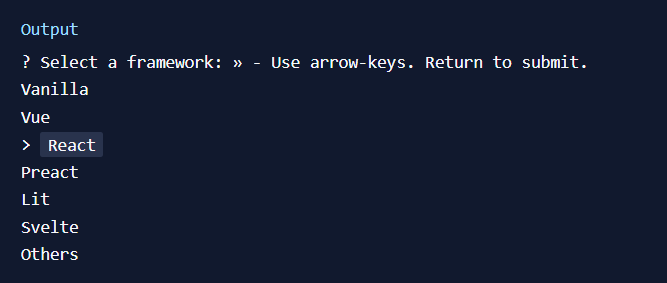 Output
? Select a framework: » - Use arrow-keys. Return to submit.
Vanilla
Vue
> React
Preact
Lit
Svelte
Others